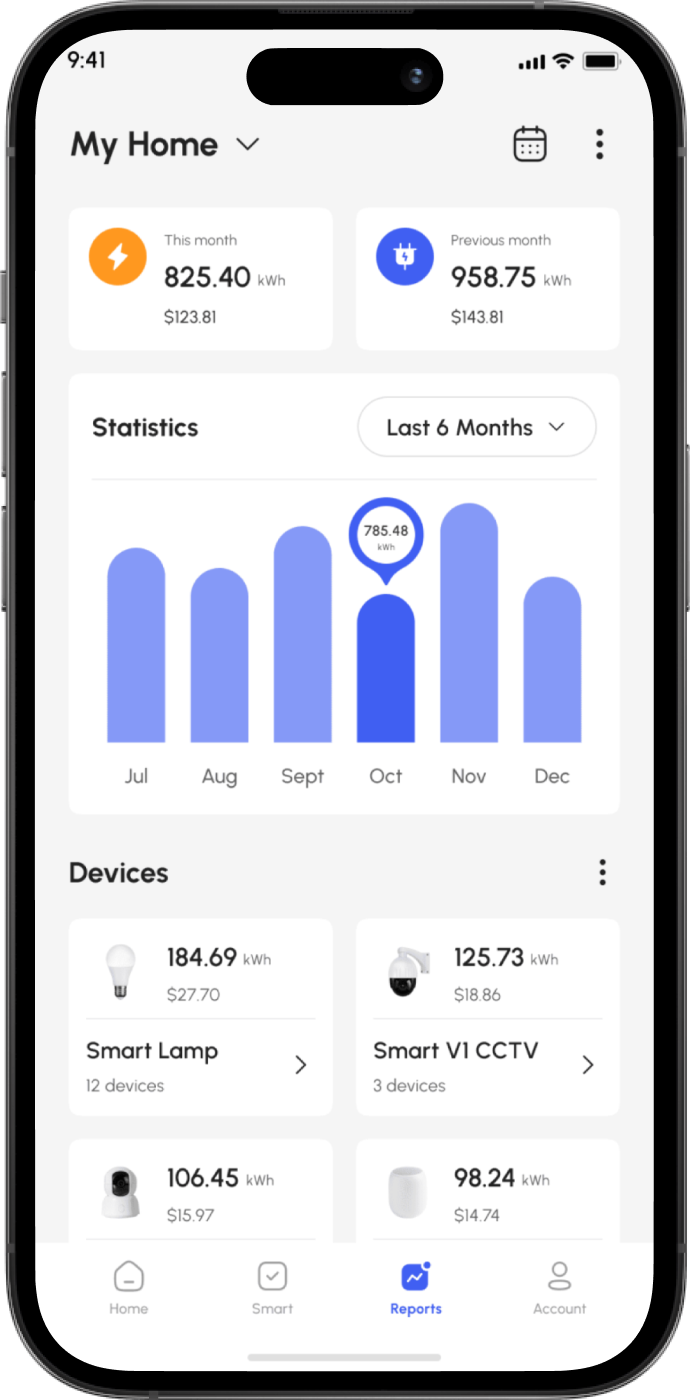 9:41
My Home
This month
825.40 kWh
$123.81
Previous month
958.75 kWh
$143.81
Statistics
Last 6 Months
785.48
kWh
Jul Aug Sept Oct Nov Dec
Devices
184.69 kWh
$27.70
Smart Lamp
12 devices
125.73 kWh
$18.86
Smart V1 CCTV
3 devices
106.45 kWh
$15.97
98.24 kWh
$14.74
Home Smart Reports Account